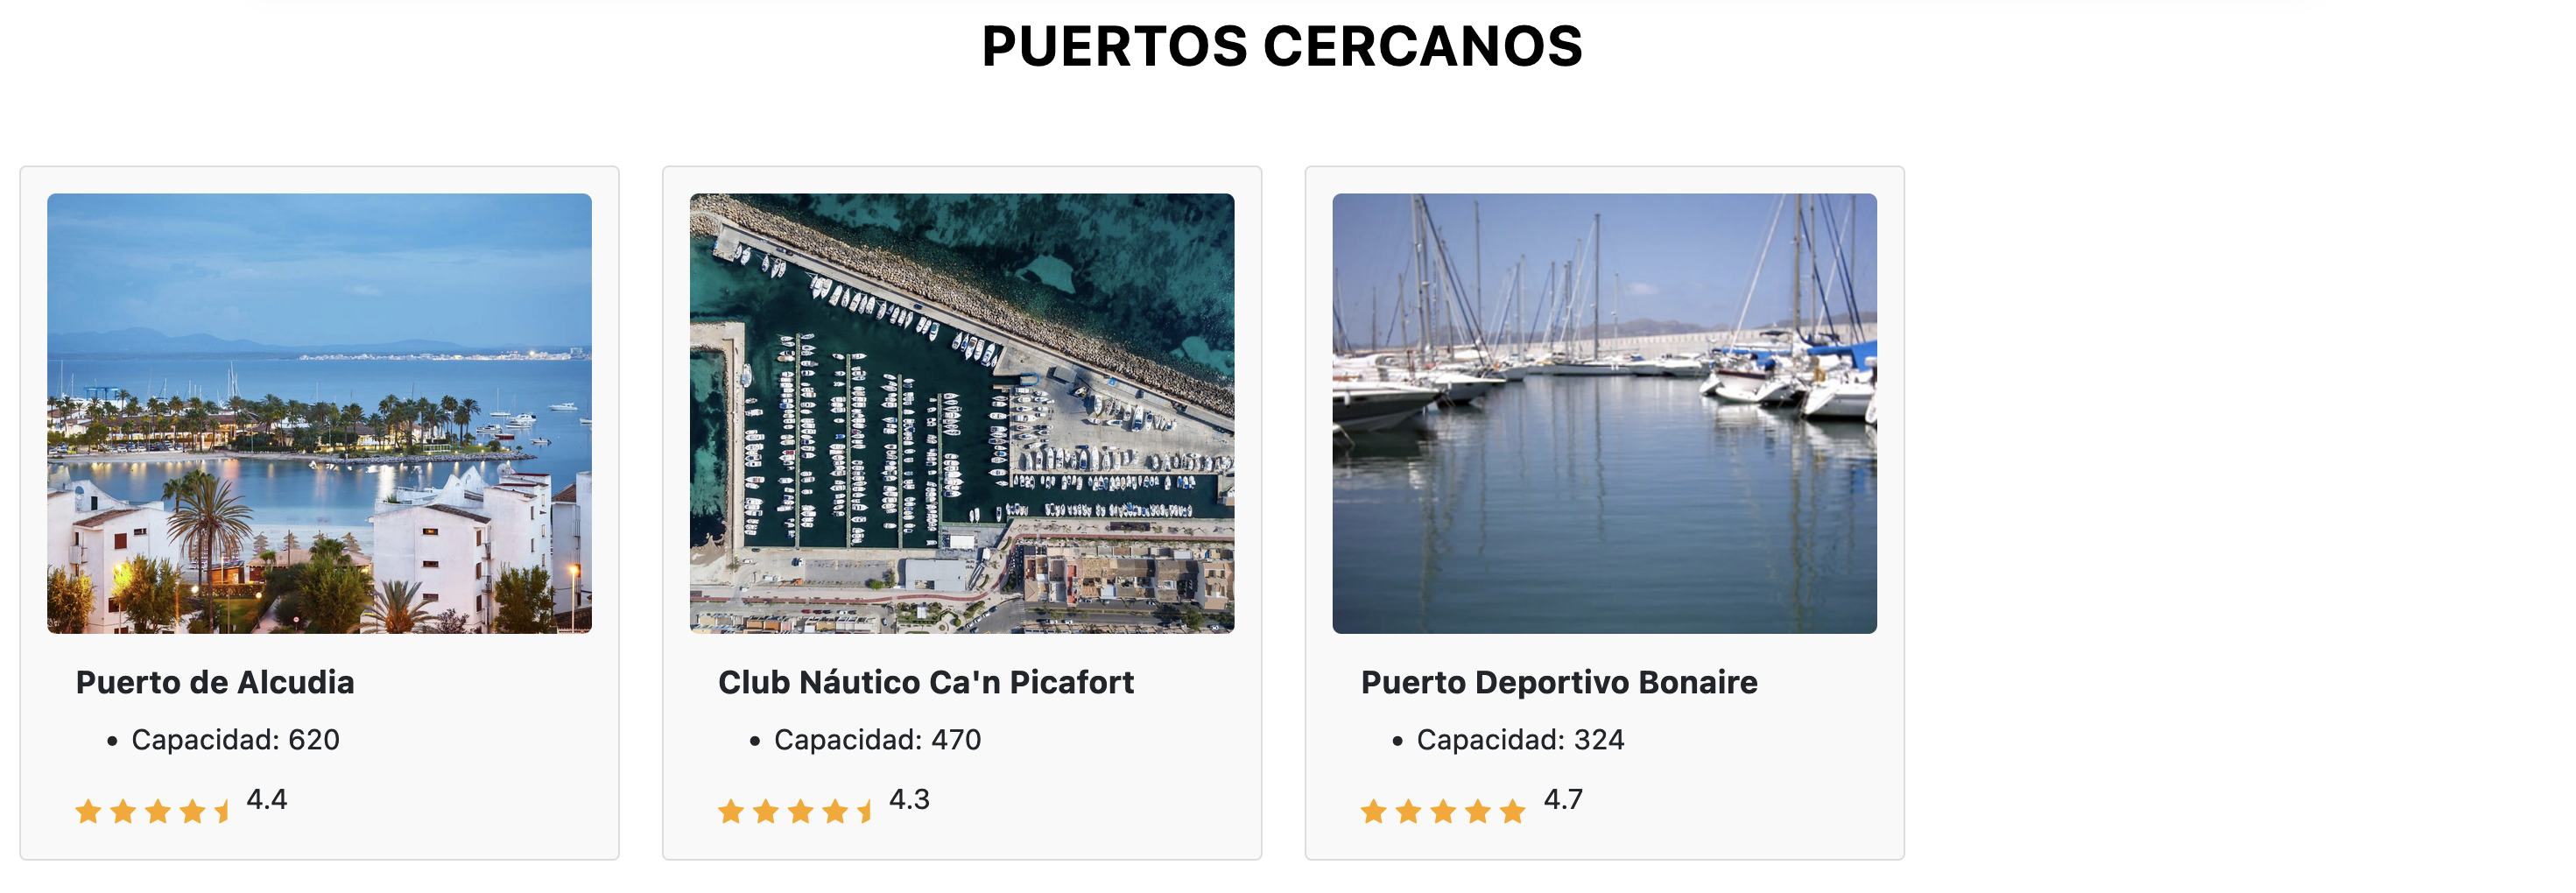 PUERTOS CERCANOS
Puerto de Alcudia
Capacidad: 620
4.4
Club Náutico Ca'n Picafort
Capacidad: 470
4.3
Puerto Deportivo Bonaire
Capacidad: 324
4.7